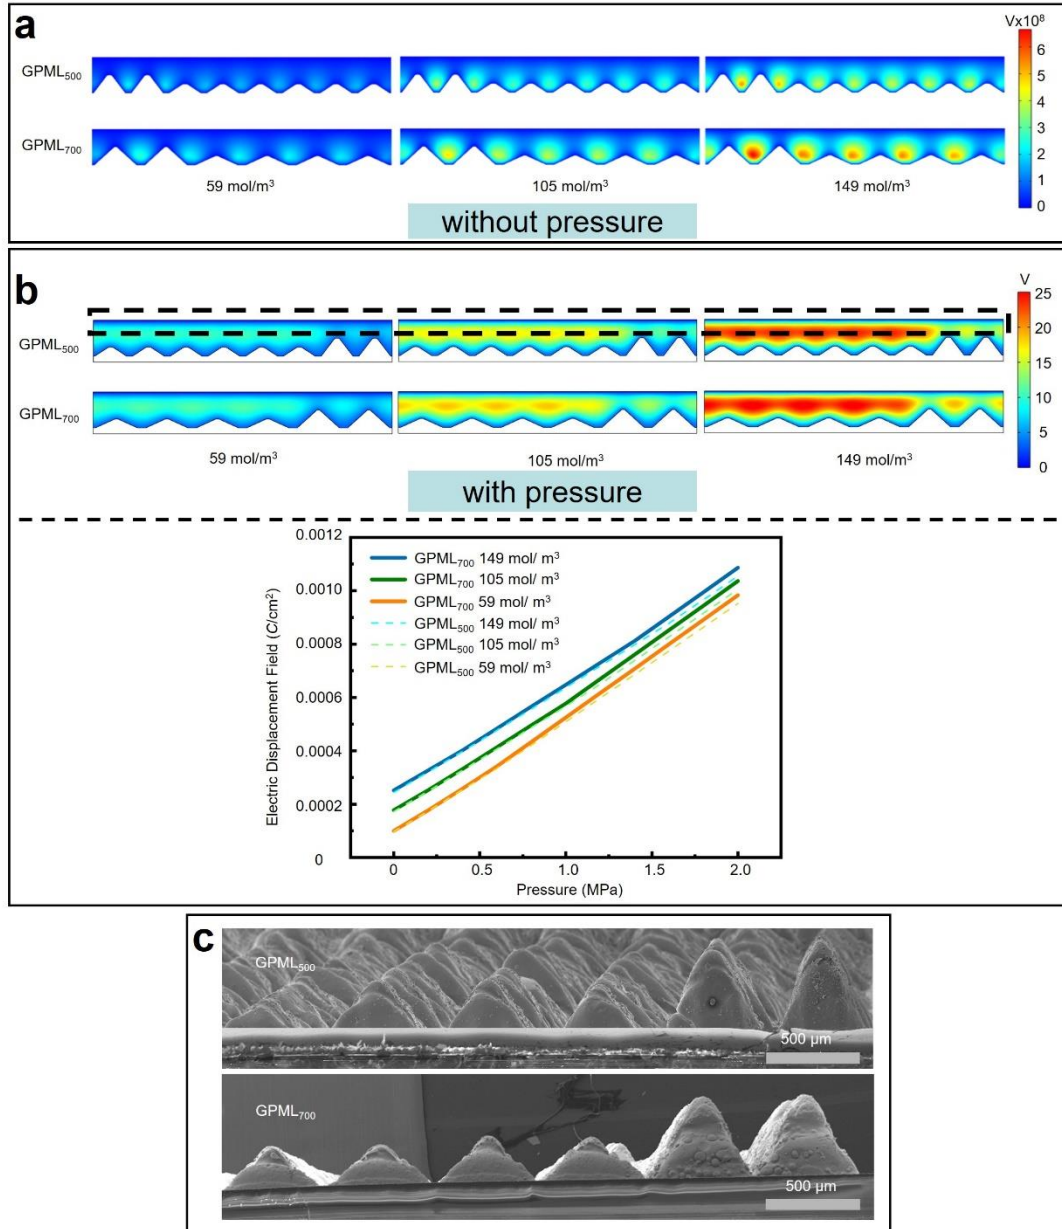 a
V×10⁸
GPML₅₀₀
GPML₇₀₀
6
5
4
3
2
1
0
59 mol/m³
105 mol/m³
149 mol/m³
without pressure
b
V
GPML₅₀₀
GPML₇₀₀
25
20
15
10
5
0
59 mol/m³
105 mol/m³
149 mol/m³
with pressure
Electric Displacement Field (C/cm²)
0.0012
0.0010
0.0008
0.0006
0.0004
0.0002
0
GPML₇₀₀ 149 mol/ m³
GPML₇₀₀ 105 mol/ m³
GPML₇₀₀ 59 mol/ m³
GPML₅₀₀ 149 mol/ m³
GPML₅₀₀ 105 mol/ m³
GPML₅₀₀ 59 mol/ m³
0 0.5 1.0 1.5 2.0
Pressure (MPa)
c
GPML₅₀₀
500 µm
GPML₇₀₀
500 µm